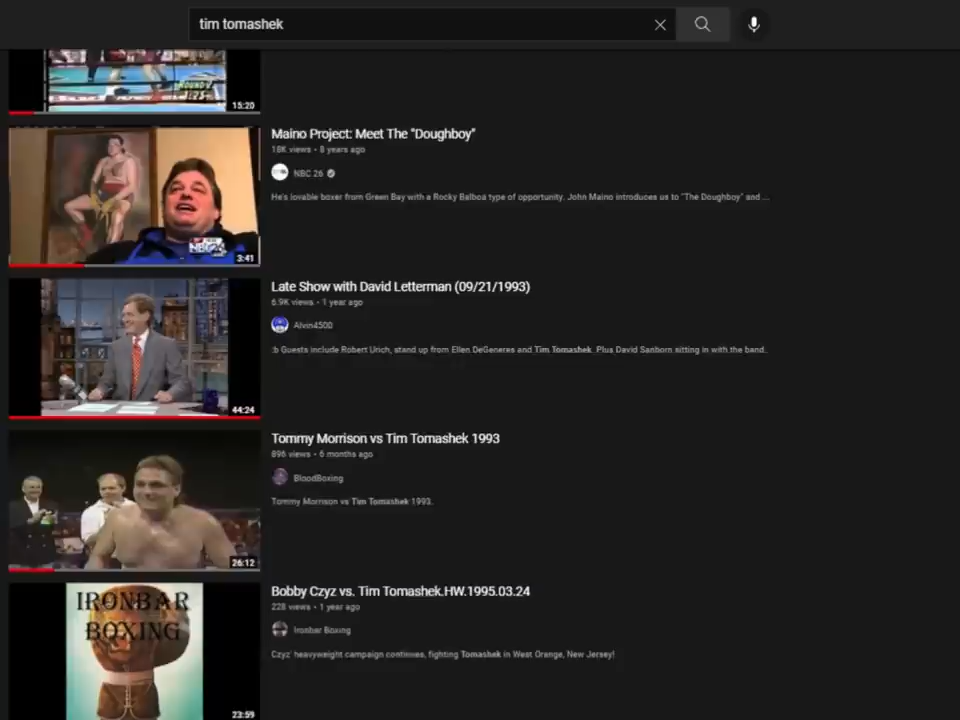 tim tomashek
ROUND 1
15:20
Maino Project: Meet The "Doughboy"
18K views • 8 years ago
NBC 26
He's lovable boxer from Green Bay with a Rocky Balboa type of opportunity. John Maino introduces us to "The Doughboy" and ...
NBC26
3:41
Late Show with David Letterman (09/21/1993)
6.9K views • 1 year ago
Alvin4500
:b Guests include Robert Urich, stand up from Ellen DeGeneres and Tim Tomashek. Plus David Sanborn sitting in with the band.
44:24
Tommy Morrison vs Tim Tomashek 1993
896 views • 6 months ago
BloodBoxing
Tommy Morrison vs Tim Tomashek 1993.
26:12
Bobby Czyz vs. Tim Tomashek.HW.1995.03.24
228 views • 1 year ago
Ironbar Boxing
Czyz' heavyweight campaign continues, fighting Tomashek in West Orange, New Jersey!
IRONBAR
BOXING
23:59